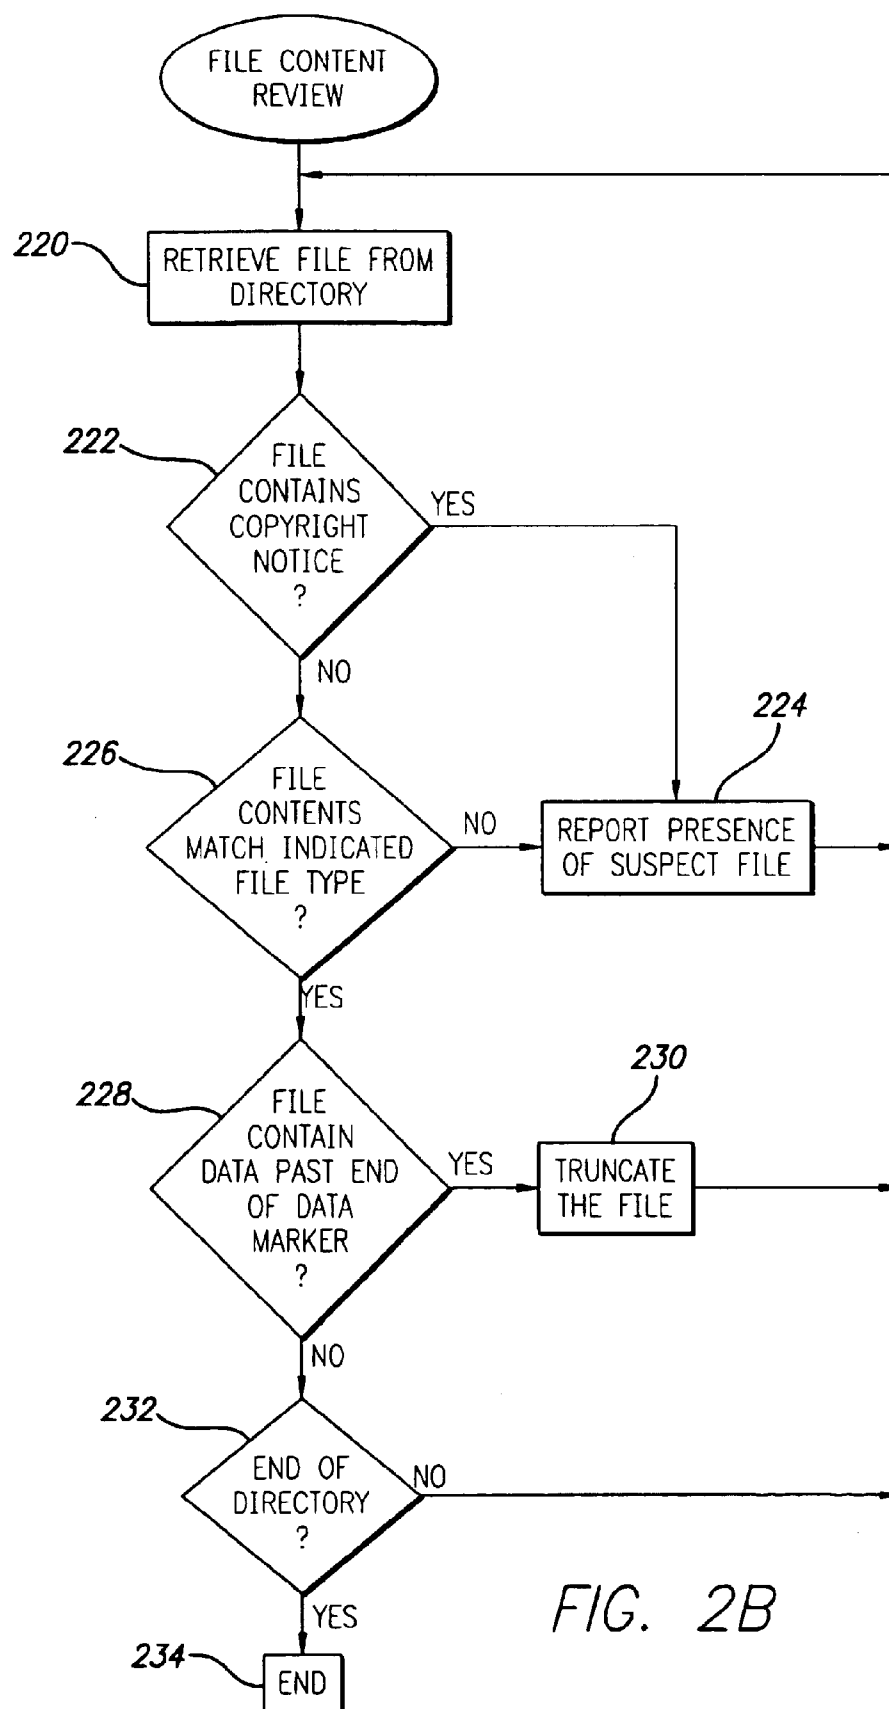 FILE CONTENT
REVIEW
220
RETRIEVE FILE FROM
DIRECTORY
222
FILE
CONTAINS
COPYRIGHT
NOTICE
?
YES
NO
224
226
FILE
CONTENTS
MATCH INDICATED
FILE TYPE
?
NO
REPORT PRESENCE
OF SUSPECT FILE
YES
228
230
FILE
CONTAIN
DATA PAST END
OF DATA
MARKER
?
YES
TRUNCATE
THE FILE
NO
232
END OF
DIRECTORY
?
NO
YES
FIG. 2B
234
END